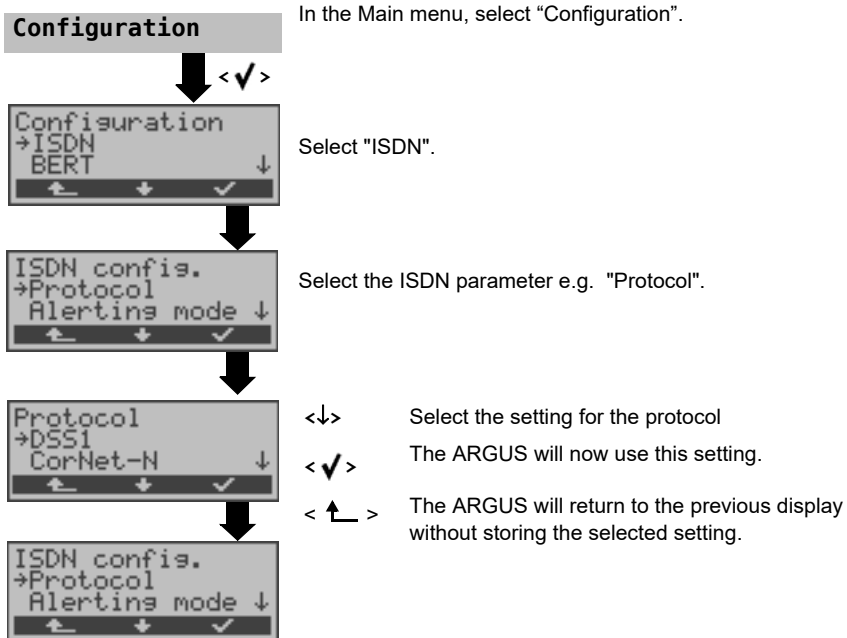 In the Main menu, select “Configuration”.
Configuration
<✔>
Configuration
→ISDN
BERT ↓
Select "ISDN".
ISDN config.
→Protocol
Alerting mode ↓
Select the ISDN parameter e.g. "Protocol".
Protocol
→DSS1
CorNet-N ↓
<↓> Select the setting for the protocol
<✔> The ARGUS will now use this setting.
< > The ARGUS will return to the previous display
without storing the selected setting.
ISDN config.
→Protocol
Alerting mode ↓